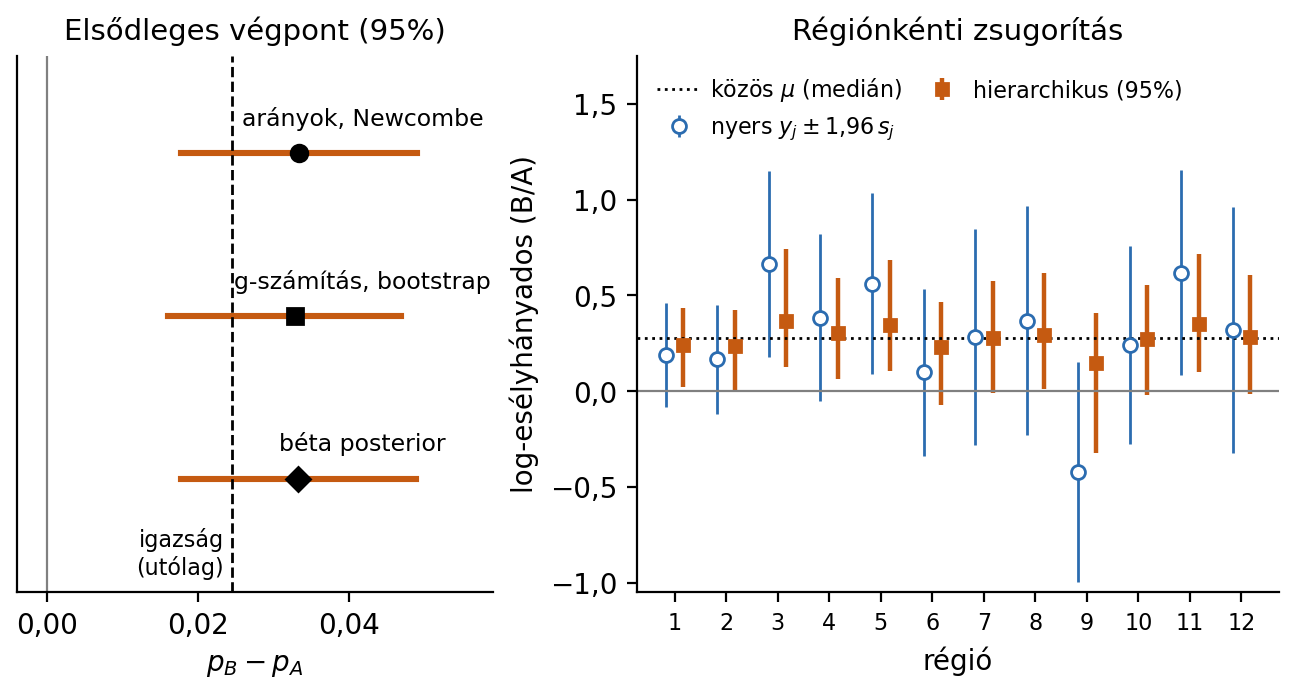 Elsődleges végpont (95%)
arányok, Newcombe
g-számítás, bootstrap
béta posterior
igazság
(utólag)
0,00 0,02 0,04
p_B − p_A
Régiónkénti zsugorítás
közös μ (medián)
nyers y_j ± 1,96 s_j
hierarchikus (95%)
log-esélyhányados (B/A)
1,5
1,0
0,5
0,0
−0,5
−1,0
1 2 3 4 5 6 7 8 9 10 11 12
régió